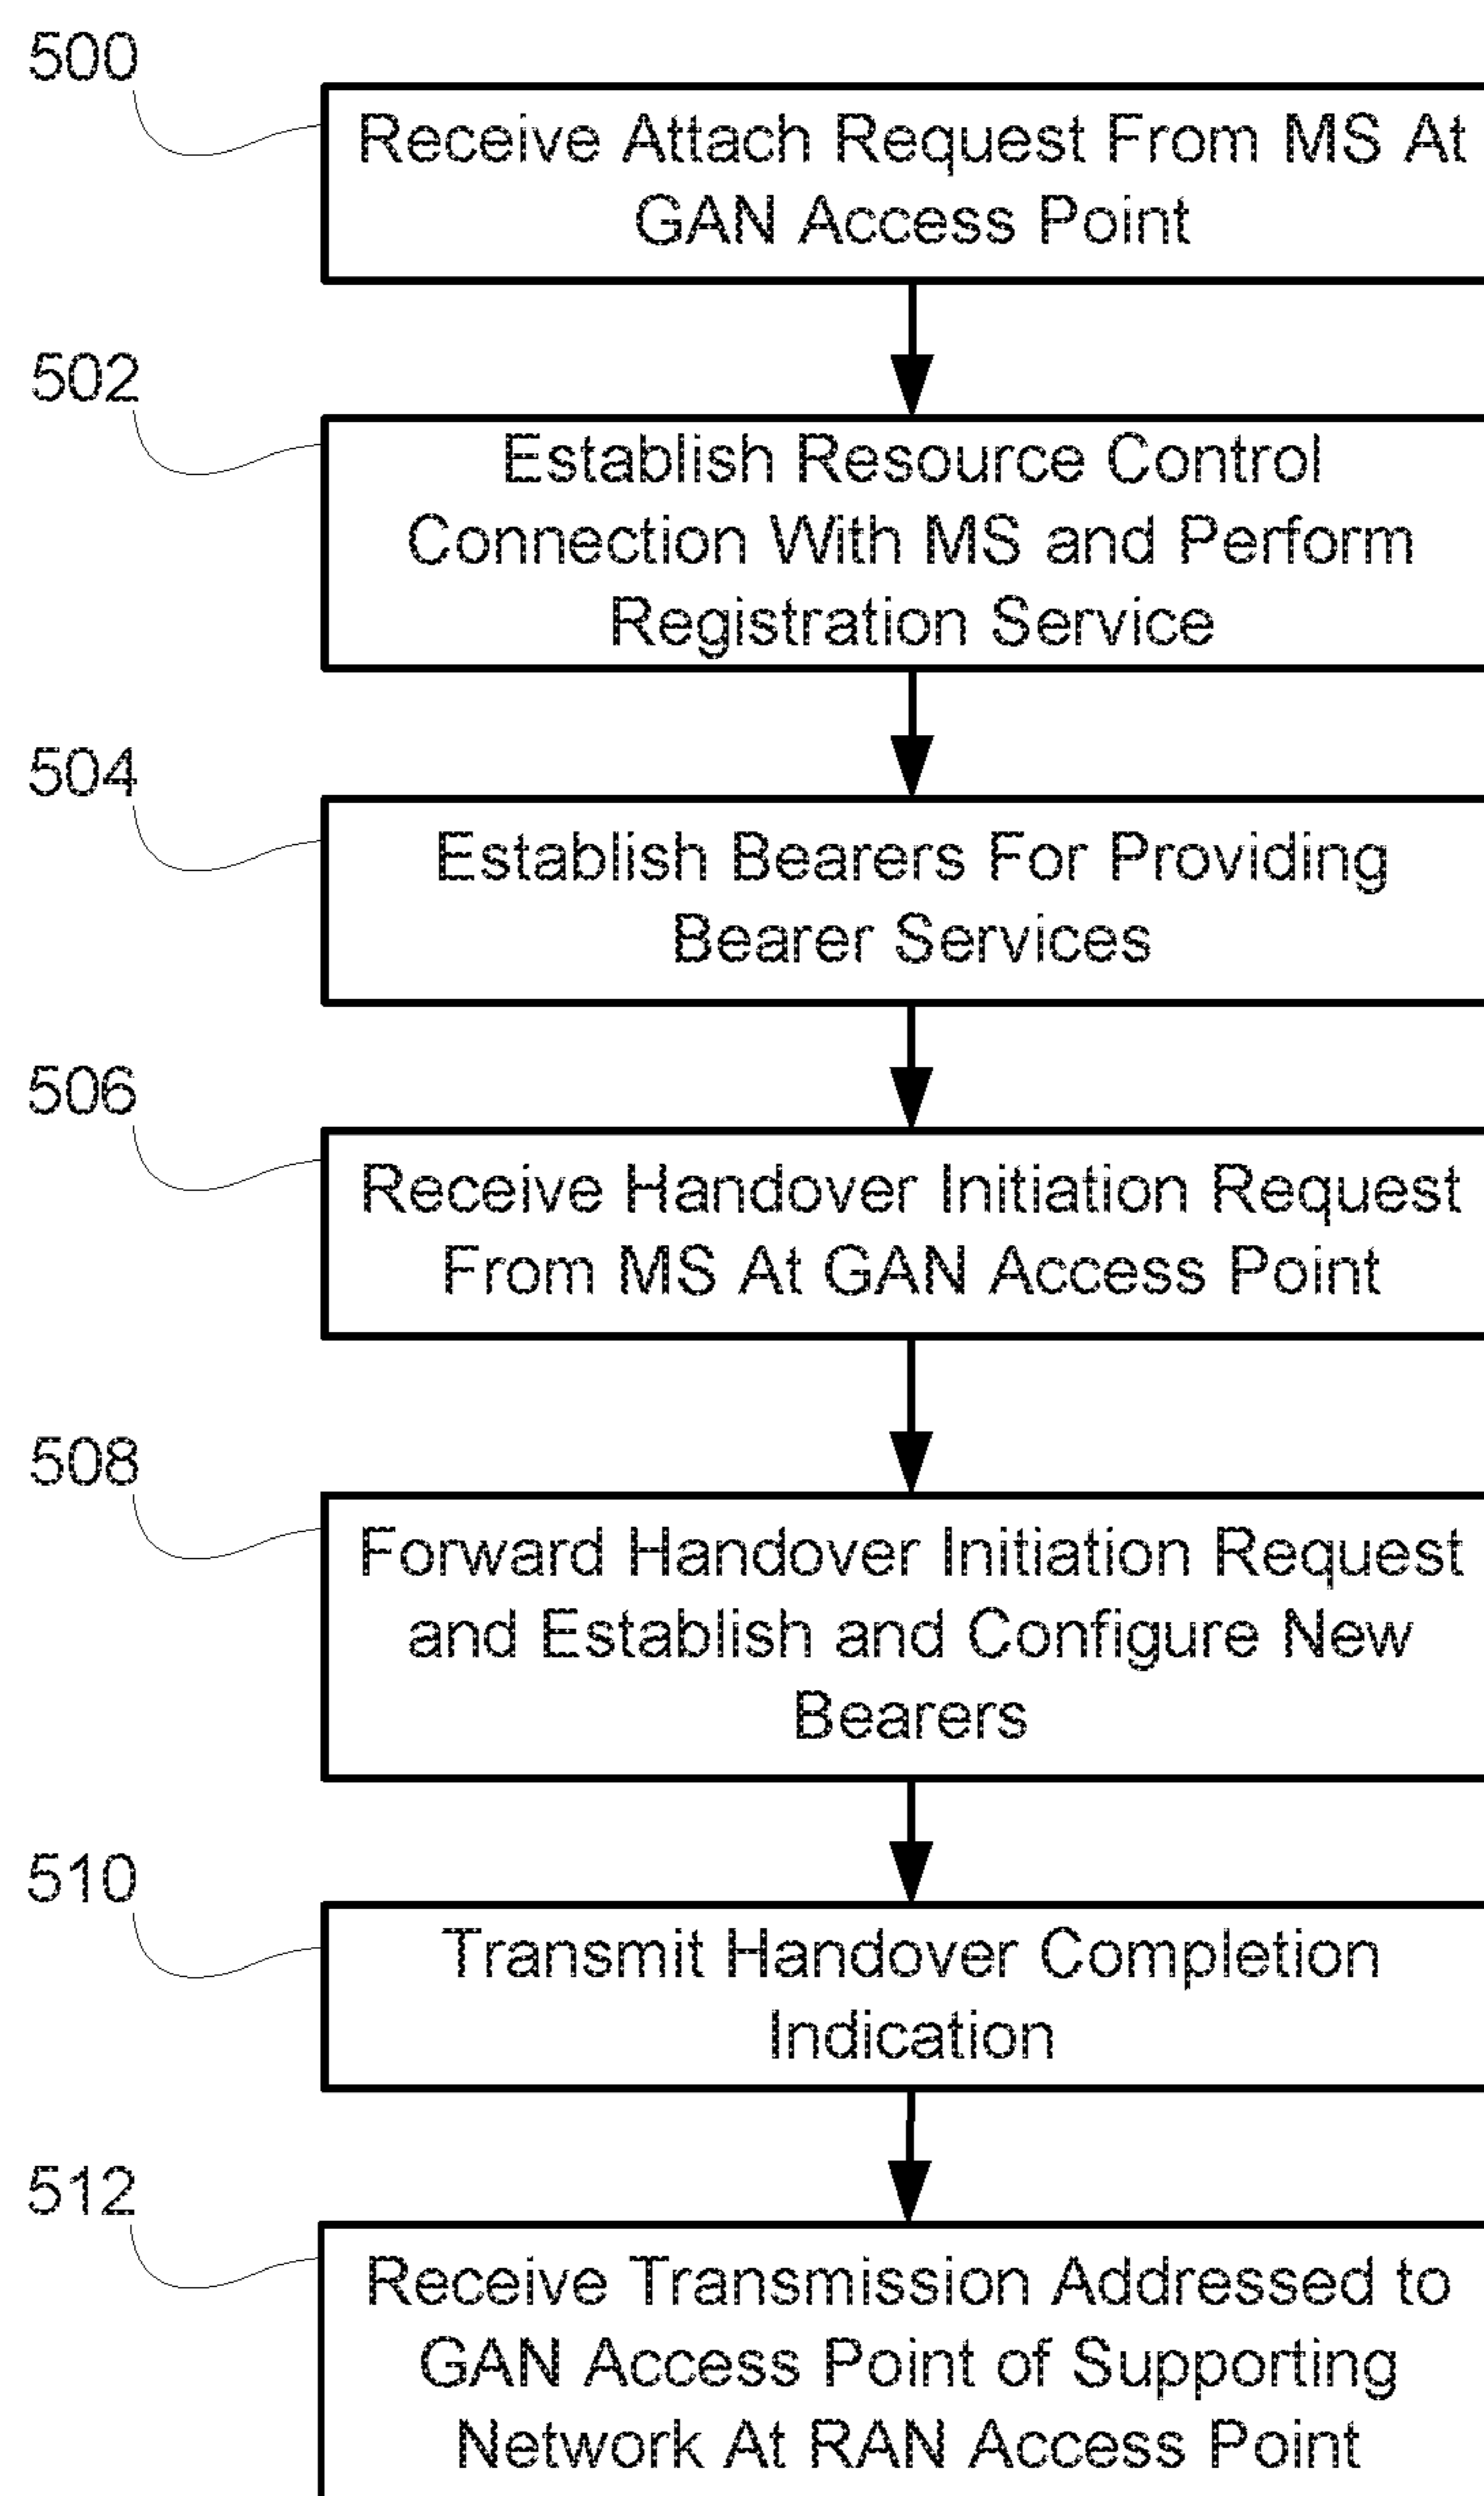 500
Receive Attach Request From MS At
GAN Access Point
502
Establish Resource Control
Connection With MS and Perform
Registration Service
504
Establish Bearers For Providing
Bearer Services
506
Receive Handover Initiation Request
From MS At GAN Access Point
508
Forward Handover Initiation Request
and Establish and Configure New
Bearers
510
Transmit Handover Completion
Indication
512
Receive Transmission Addressed to
GAN Access Point of Supporting
Network At RAN Access Point